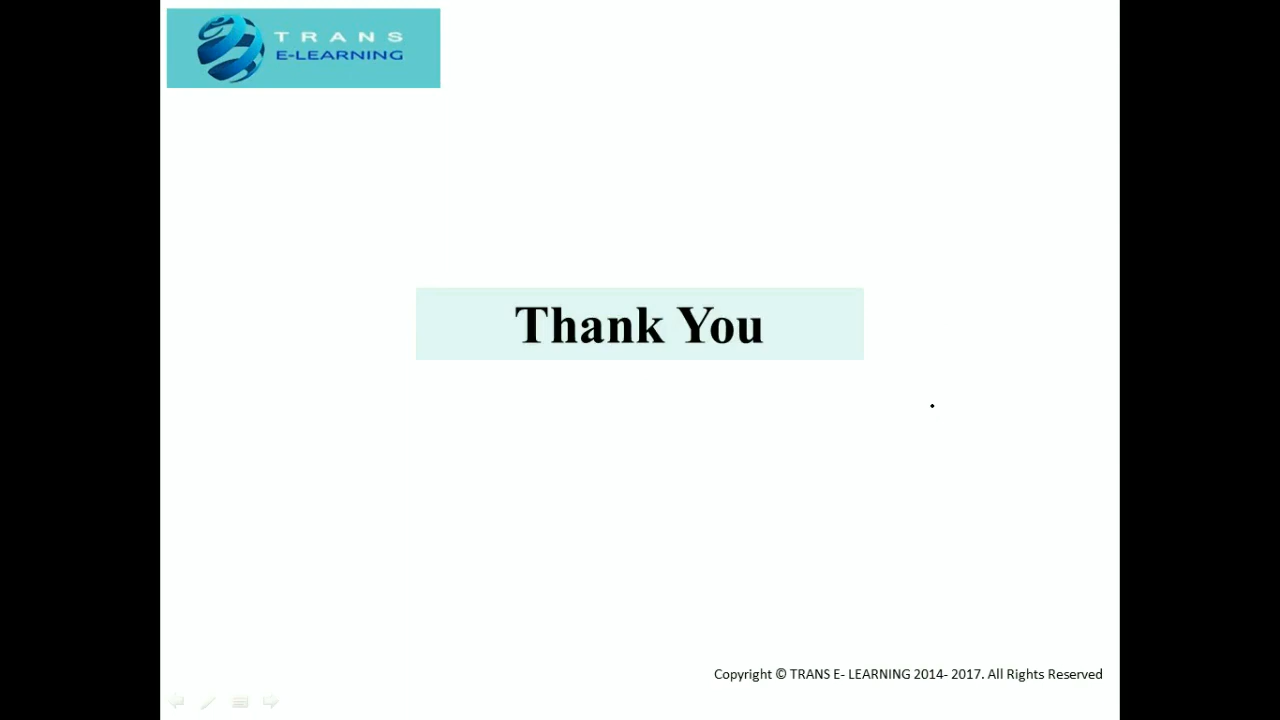 TRANS
E-LEARNING
Thank You
Copyright © TRANS E- LEARNING 2014- 2017. All Rights Reserved